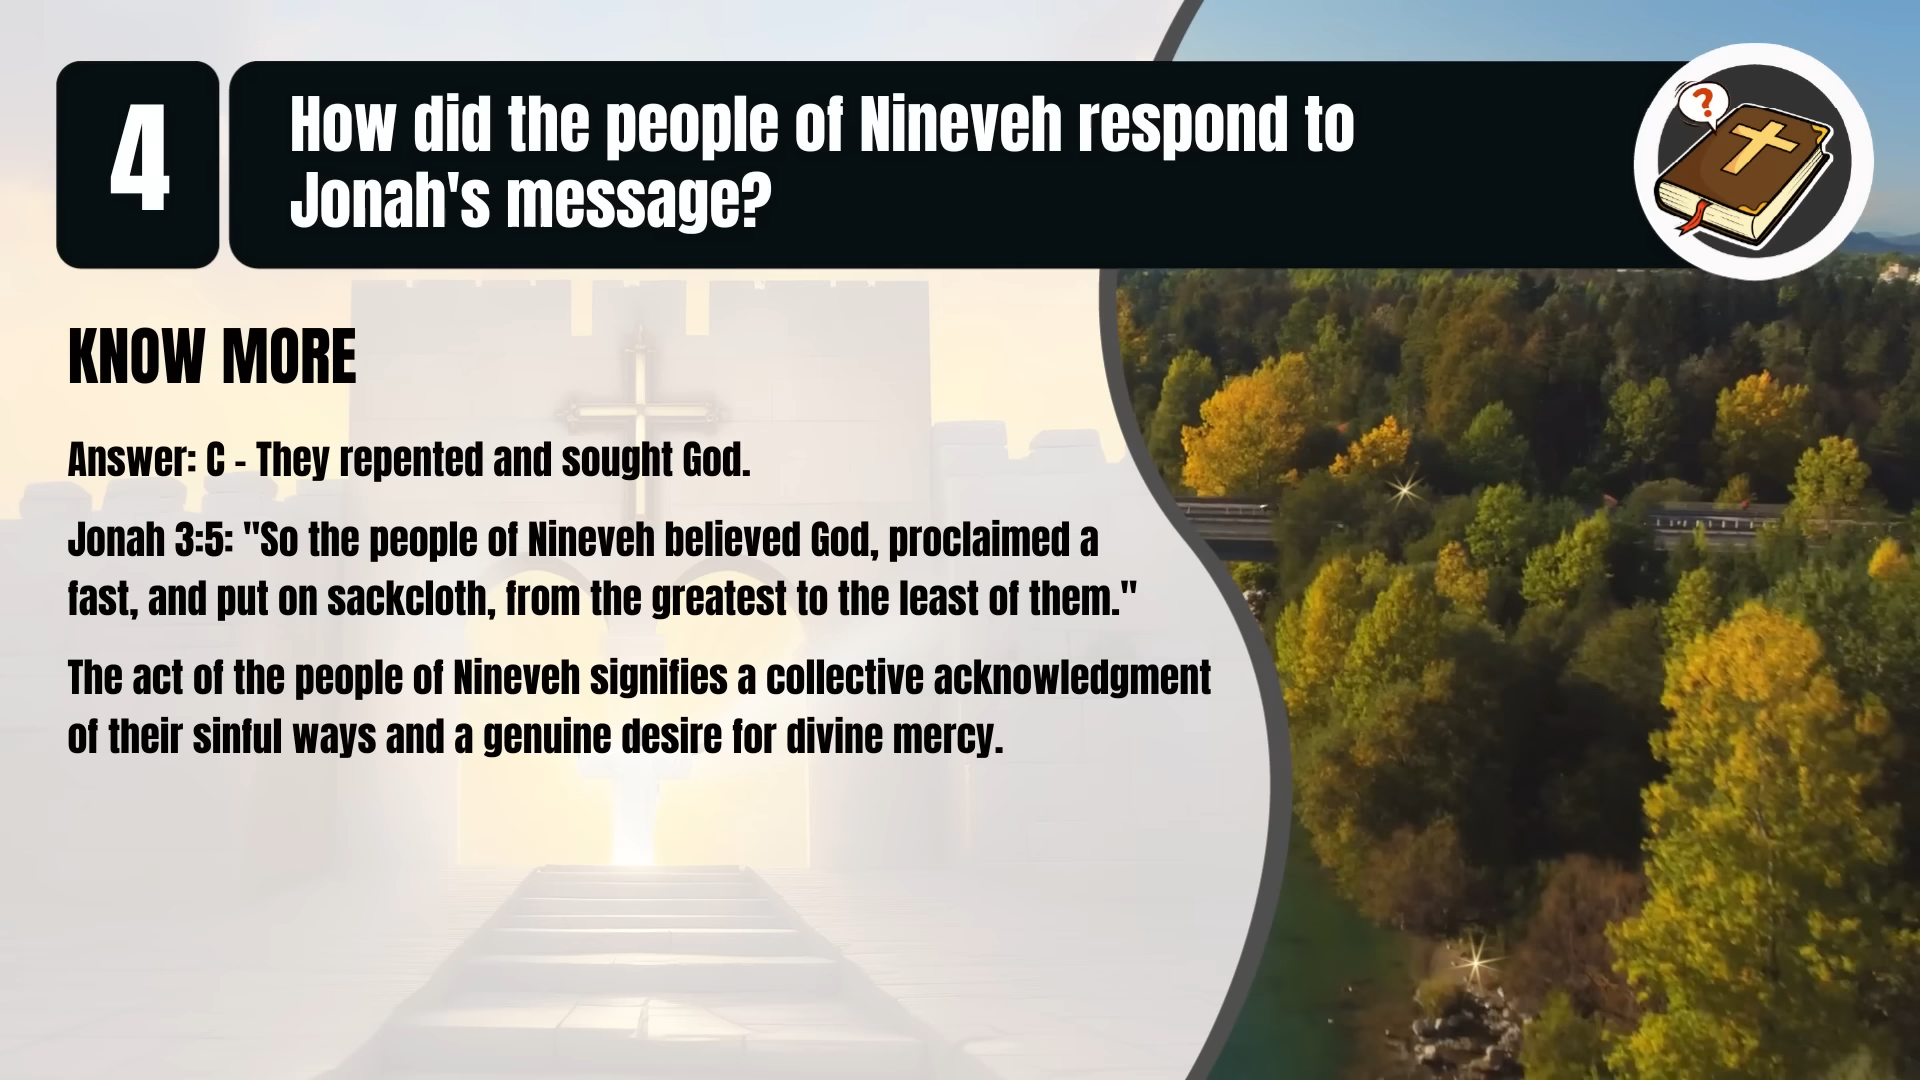 4
How did the people of Nineveh respond to
Jonah's message?
?
KNOW MORE
Answer: C - They repented and sought God.
Jonah 3:5: "So the people of Nineveh believed God, proclaimed a
fast, and put on sackcloth, from the greatest to the least of them."
The act of the people of Nineveh signifies a collective acknowledgment
of their sinful ways and a genuine desire for divine mercy.